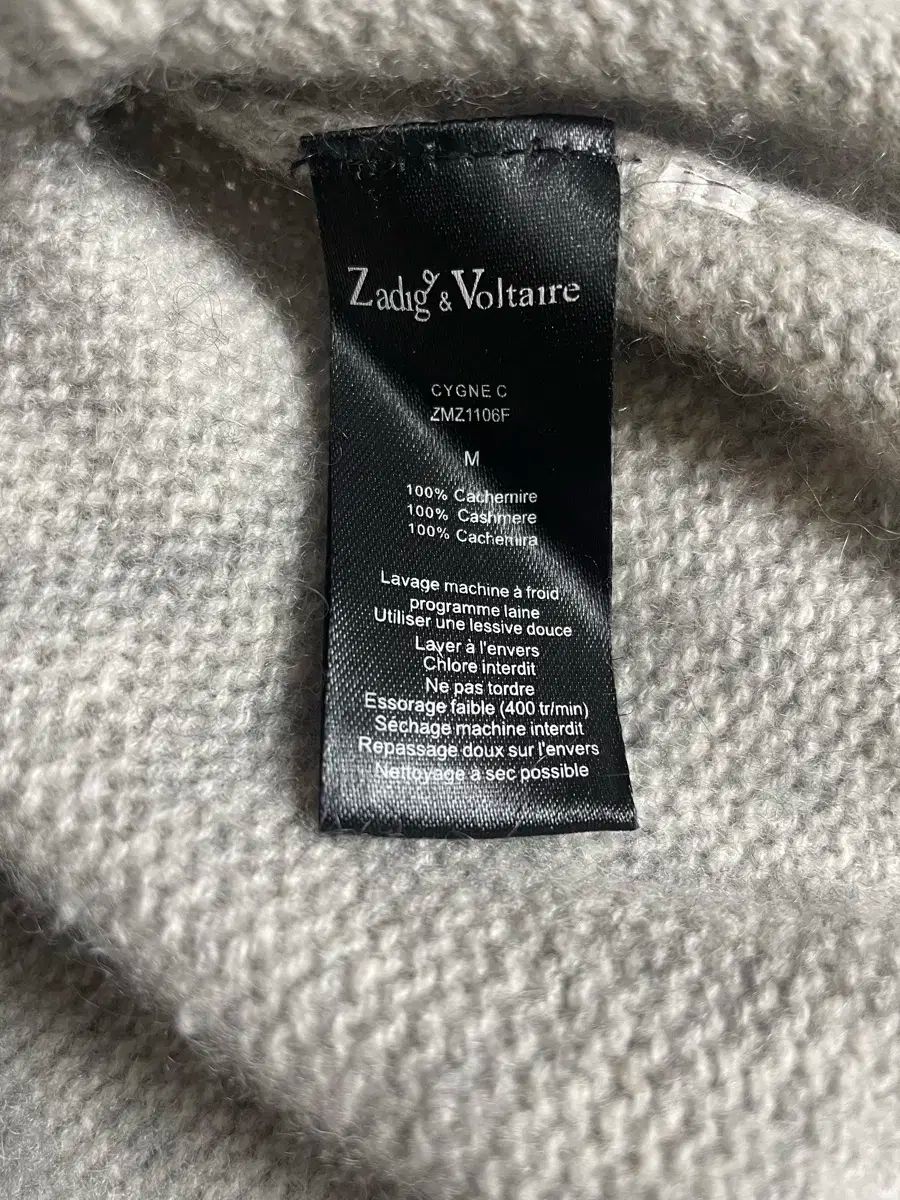 Zadig & Voltaire
CYGNE C
ZMZ1106F
M
100% Cachemire
100% Cashmere
100% Cachemira
Lavage machine à froid
programme laine
Utiliser une lessive douce
Laver à l'envers
Chlore interdit
Ne pas tordre
Essorage faible (400 tr/min)
Séchage machine interdit
Repassage doux sur l'envers
Nettoyage à sec possible